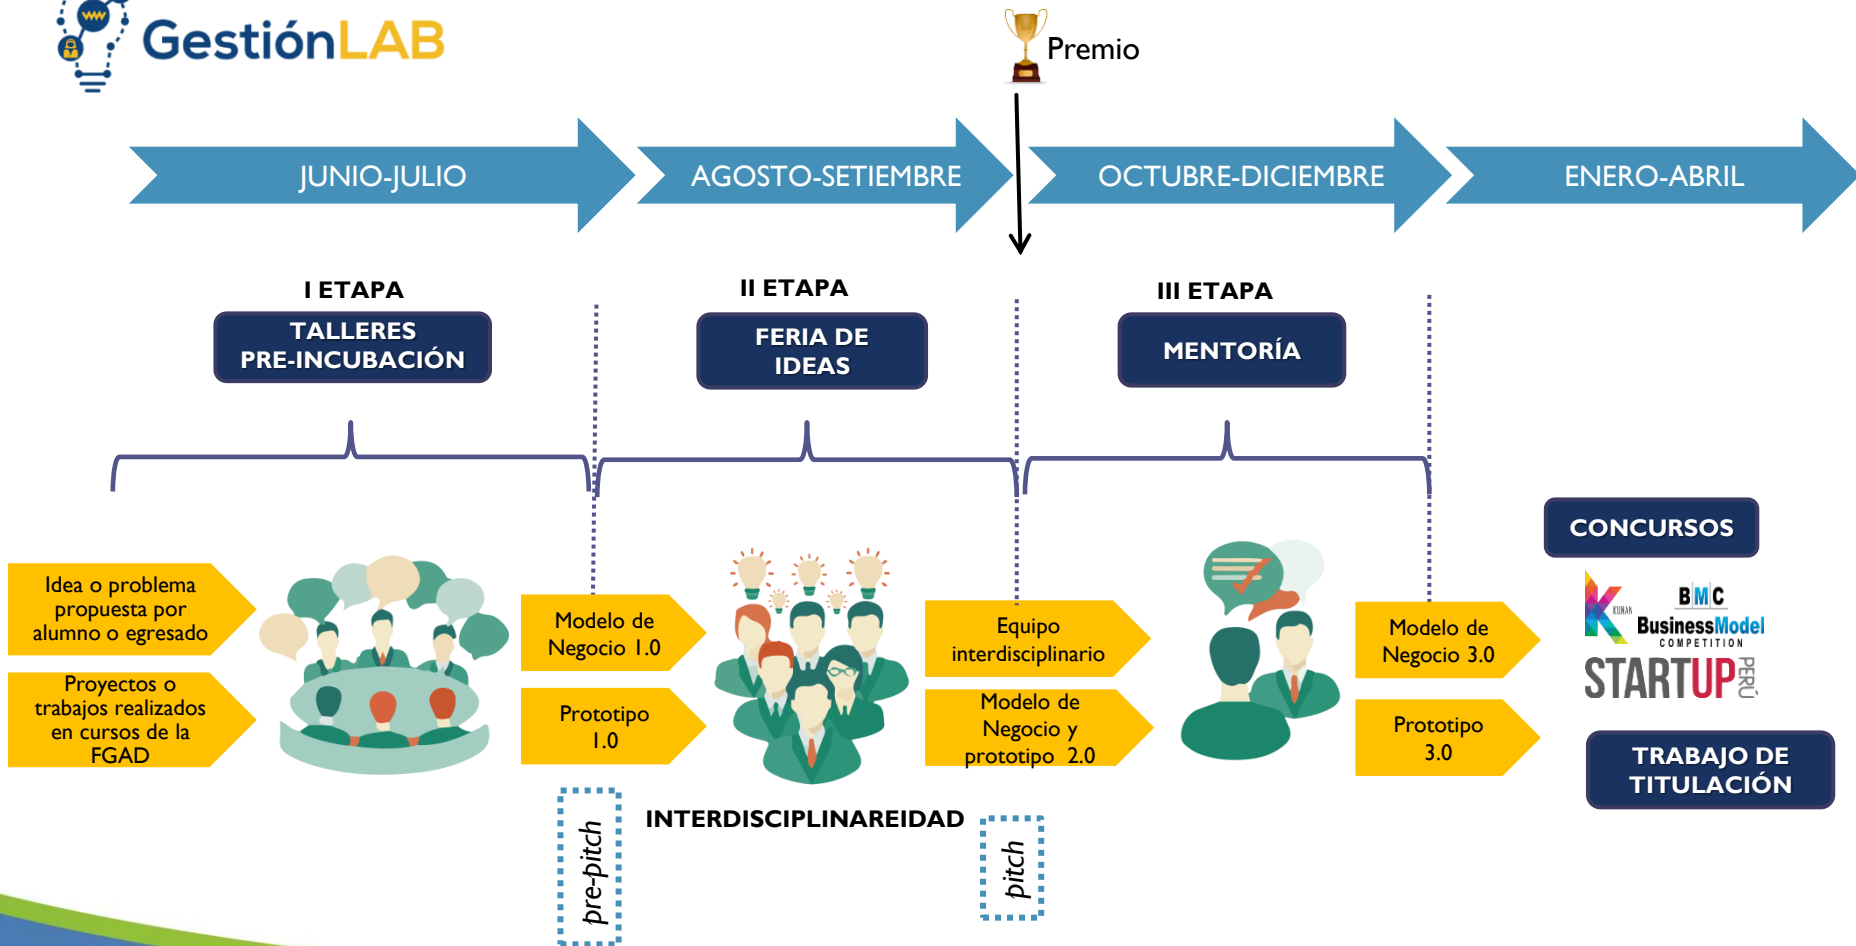 GestiónLAB
Premio
JUNIO-JULIO
AGOSTO-SETIEMBRE
OCTUBRE-DICIEMBRE
ENERO-ABRIL
I ETAPA
TALLERES
PRE-INCUBACIÓN
II ETAPA
FERIA DE
IDEAS
III ETAPA
MENTORÍA
Idea o problema
propuesta por
alumno o egresado
Proyectos o
trabajos realizados
en cursos de la
FGAD
Modelo de
Negocio 1.0
Prototipo
1.0
pre-pitch
INTERDISCIPLINAREIDAD
Equipo
interdisciplinario
Modelo de
Negocio y
prototipo 2.0
pitch
Modelo de
Negocio 3.0
Prototipo
3.0
CONCURSOS
K KUNAN
BMC
BusinessModel
COMPETITION
STARTUP PERÚ
TRABAJO DE
TITULACIÓN